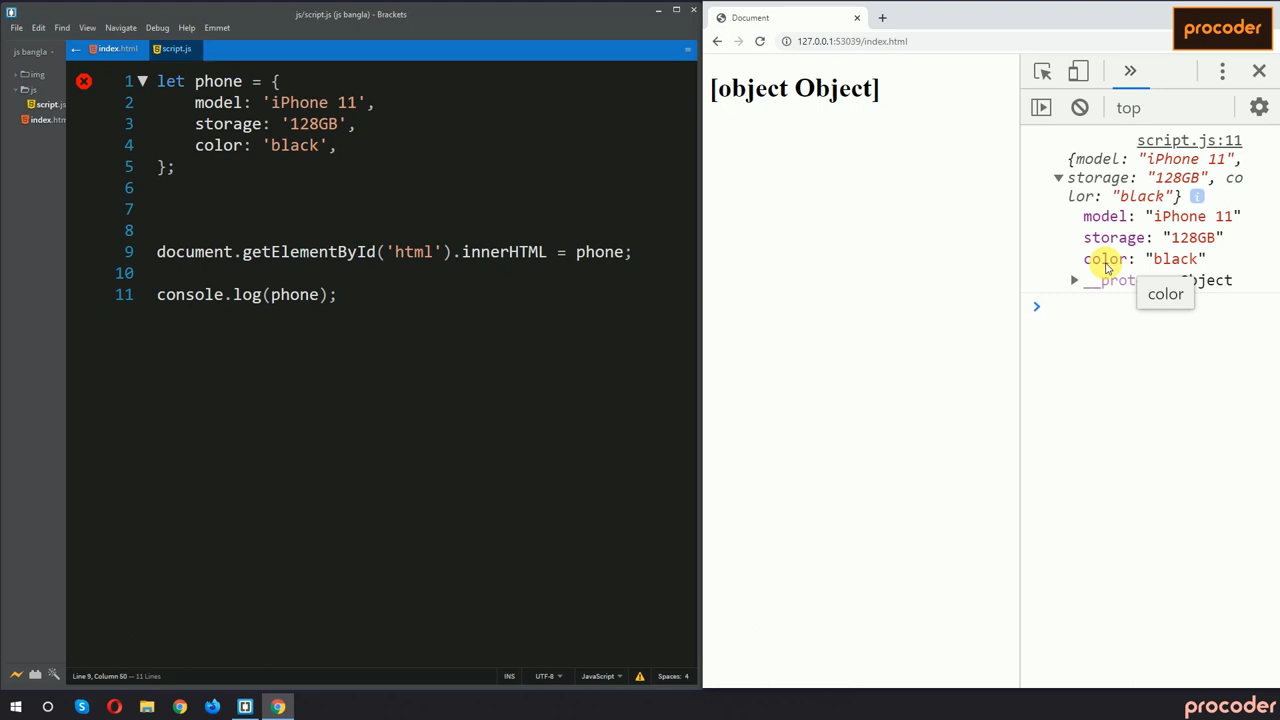 js/script.js (js bangla) - Brackets
File Edit View Navigate Debug Help Emmet
js bangla
index.html
script.js
img
js
script.js
index.htm
1 let phone = {
2 model: 'iPhone 11',
3 storage: '128GB',
4 color: 'black',
5 };
6
7
8
9 document.getElementById('html').innerHTML = phone;
10
11 console.log(phone);
Line 9, Column 50 — 11 Lines
INS UTF-8 JavaScript Spaces: 4
Document
127.0.0.1:53039/index.html
procoder
[object Object]
top
script.js:11
{model: "iPhone 11",
storage: "128GB", co
lor: "black"}
model: "iPhone 11"
storage: "128GB"
color: "black"
color
procoder